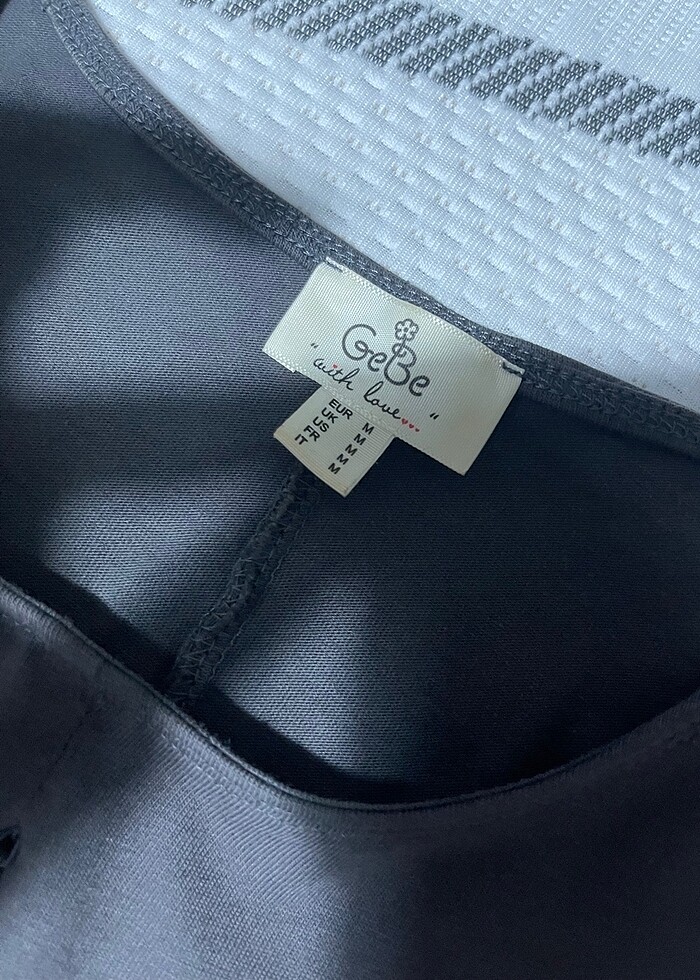 GeBe
"with love..."
EUR M
UK M
US M
FR M
IT M